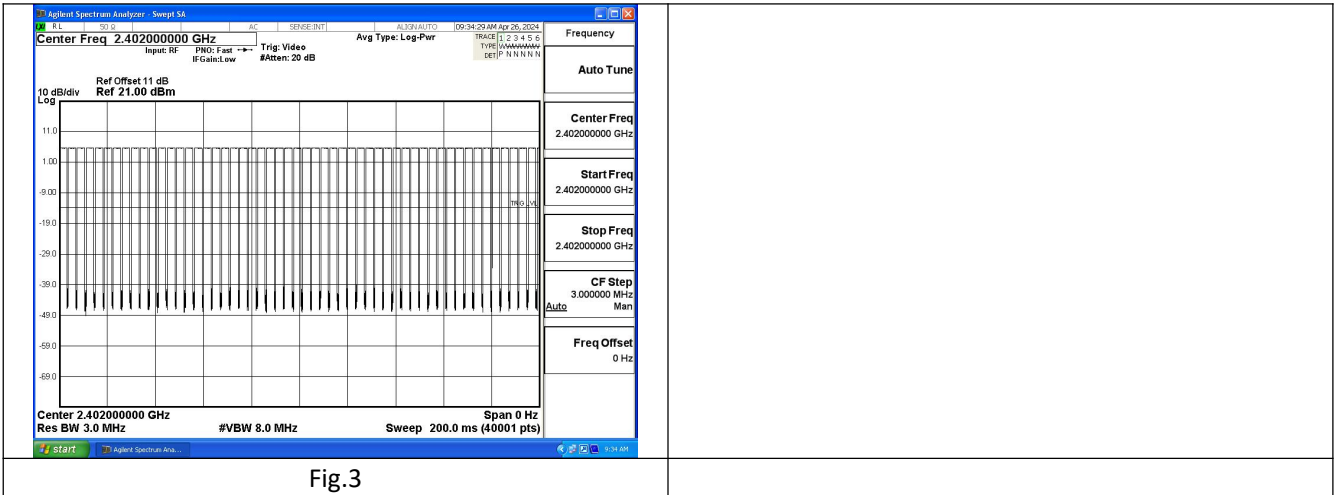 Agilent Spectrum Analyzer - Swept SA
RL 50 Ω AC SENSE:INT ALIGN AUTO 09:34:29 AM Apr 26, 2024
Center Freq 2.402000000 GHz
Input: RF PNO: Fast Trig: Video Avg Type: Log-Pwr TRACE 1 2 3 4 5 6
IFGain:Low #Atten: 20 dB TYPE
DET P N N N N N
Ref Offset 11 dB
10 dB/div Ref 21.00 dBm
Log
11.0
1.00
-9.00
TRIG LVL
-19.0
-29.0
-39.0
-49.0
-59.0
-69.0
Center 2.402000000 GHz Span 0 Hz
Res BW 3.0 MHz #VBW 8.0 MHz Sweep 200.0 ms (40001 pts)
Frequency
Auto Tune
Center Freq
2.402000000 GHz
Start Freq
2.402000000 GHz
Stop Freq
2.402000000 GHz
CF Step
3.000000 MHz
Auto Man
Freq Offset
0 Hz
start Agilent Spectrum Ana... 9:34 AM
Fig.3